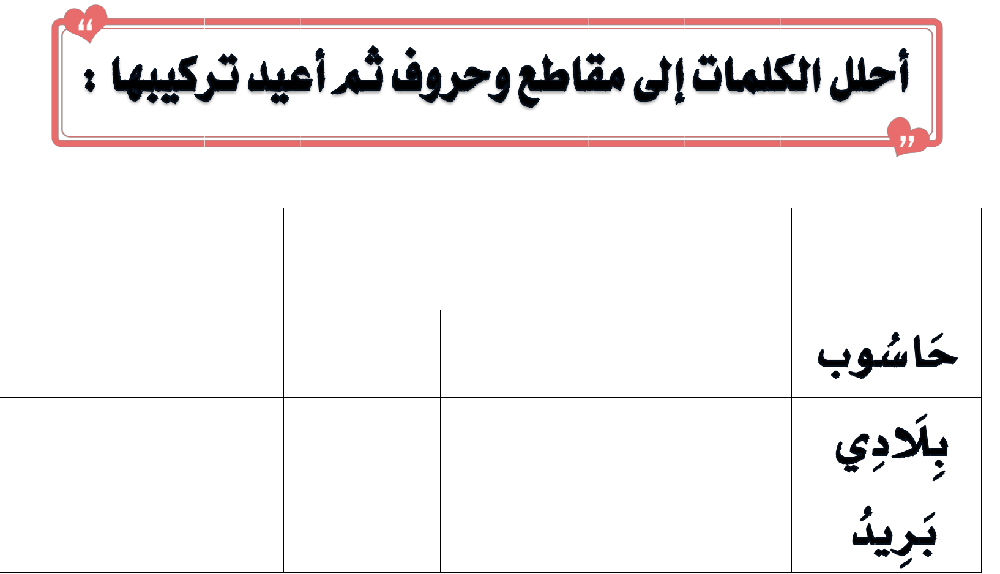 أحلل الكلمات إلى مقاطع وحروف ثم أعيد تركيبها :
حَاسُوب
بِلَادِي
بَرِيدُ